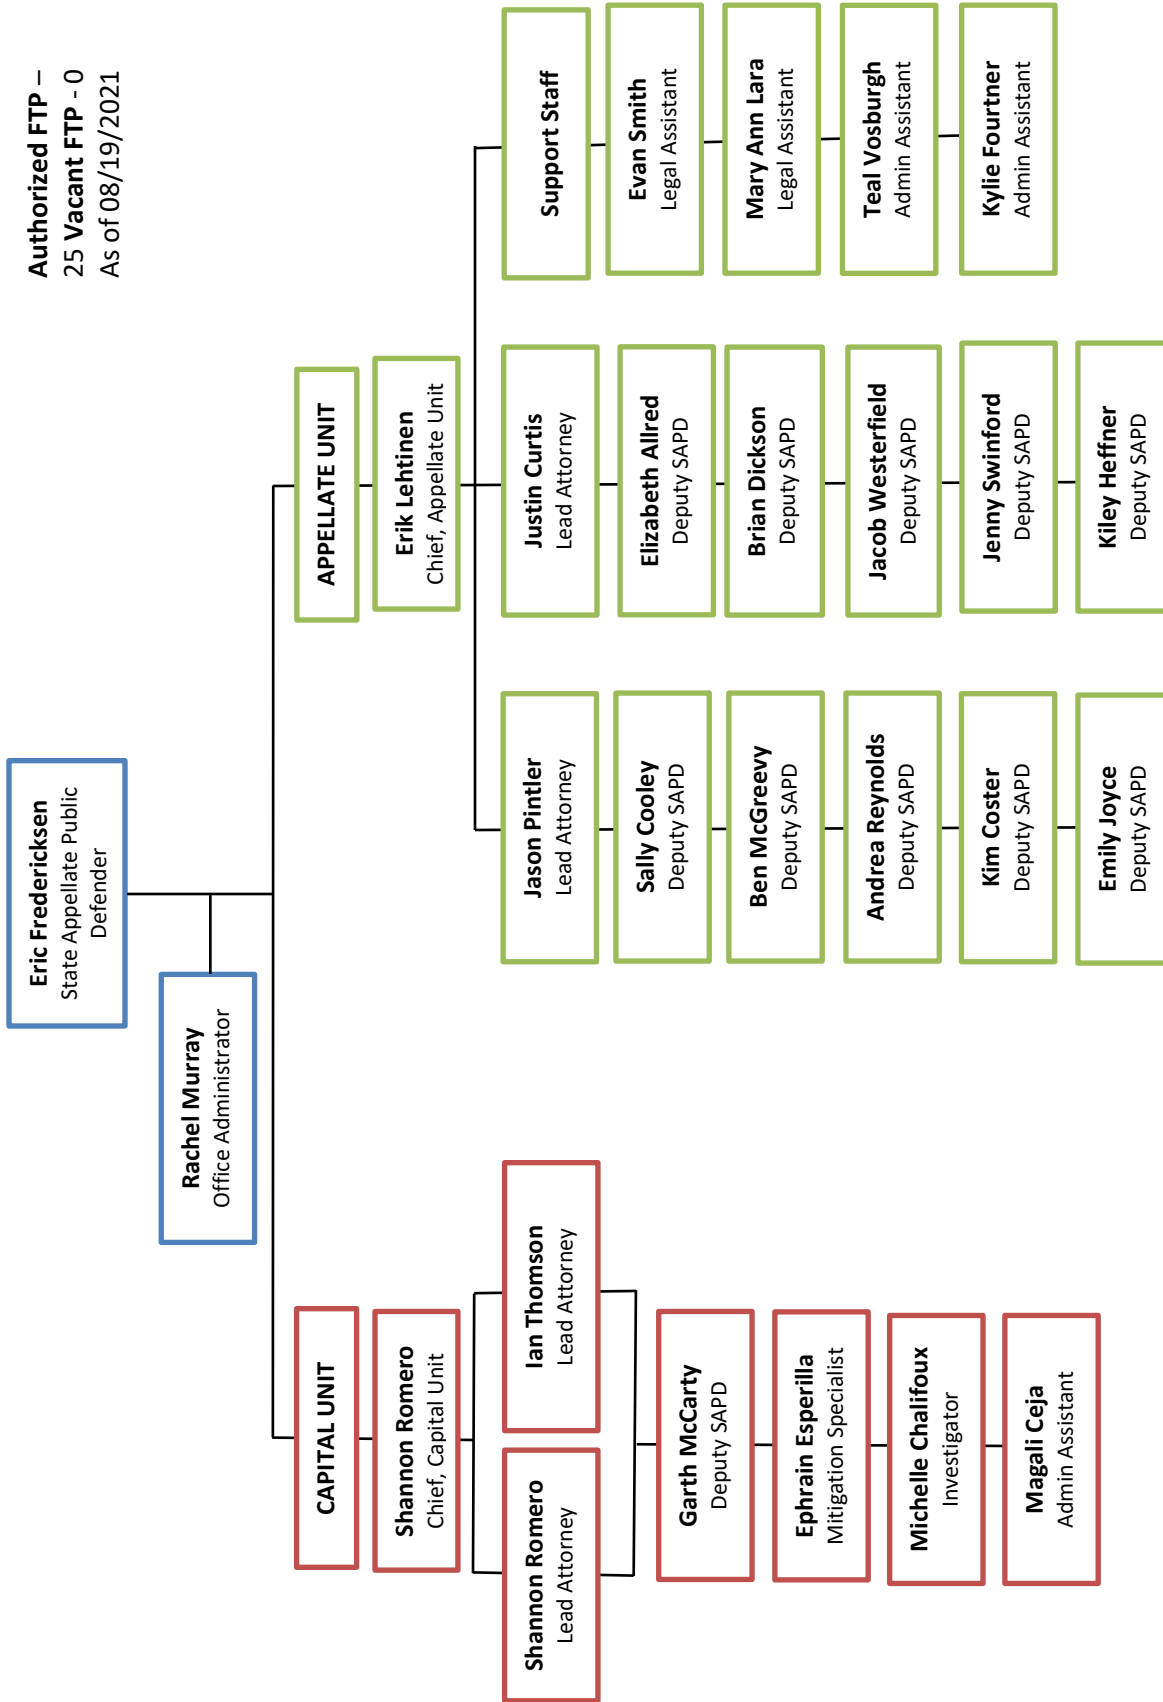 Authorized FTP –
25 Vacant FTP - 0
As of 08/19/2021
Eric Fredericksen
State Appellate Public
Defender
Rachel Murray
Office Administrator
CAPITAL UNIT
Shannon Romero
Chief, Capital Unit
Shannon Romero
Lead Attorney
Ian Thomson
Lead Attorney
Garth McCarty
Deputy SAPD
Ephrain Esperilla
Mitigation Specialist
Michelle Chalifoux
Investigator
Magali Ceja
Admin Assistant
APPELLATE UNIT
Erik Lehtinen
Chief, Appellate Unit
Jason Pintler
Lead Attorney
Sally Cooley
Deputy SAPD
Ben McGreevy
Deputy SAPD
Andrea Reynolds
Deputy SAPD
Kim Coster
Deputy SAPD
Emily Joyce
Deputy SAPD
Justin Curtis
Lead Attorney
Elizabeth Allred
Deputy SAPD
Brian Dickson
Deputy SAPD
Jacob Westerfield
Deputy SAPD
Jenny Swinford
Deputy SAPD
Kiley Heffner
Deputy SAPD
Support Staff
Evan Smith
Legal Assistant
Mary Ann Lara
Legal Assistant
Teal Vosburgh
Admin Assistant
Kylie Fourtner
Admin Assistant